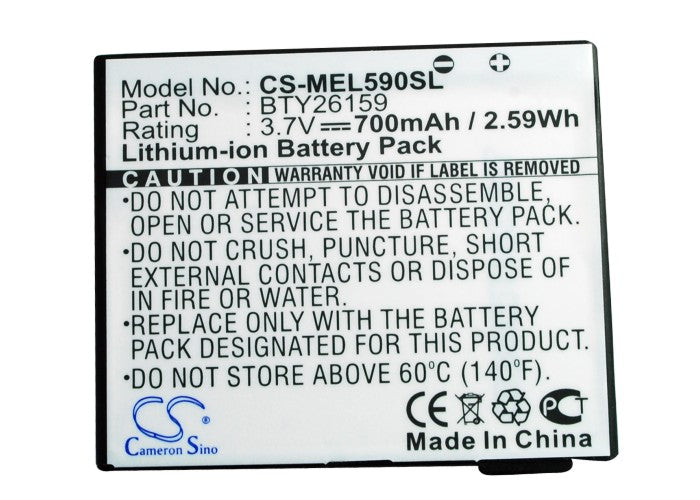 Model No.: CS-MEL590SL
Part No. : BTY26159
Rating : 3.7V⎓700mAh / 2.59Wh
Lithium-ion Battery Pack
CAUTION WARRANTY VOID IF LABEL IS REMOVED
•DO NOT ATTEMPT TO DISASSEMBLE,
OPEN OR SERVICE THE BATTERY PACK.
•DO NOT CRUSH, PUNCTURE, SHORT
EXTERNAL CONTACTS OR DISPOSE
IN FIRE OR WATER.
•REPLACE ONLY WITH THE BATTERY
PACK DESIGNATED FOR THIS PRODUCT
•DO NOT STORE ABOVE 60°C (140°F)
CS
Cameron Sino
CE PCT
Made In China